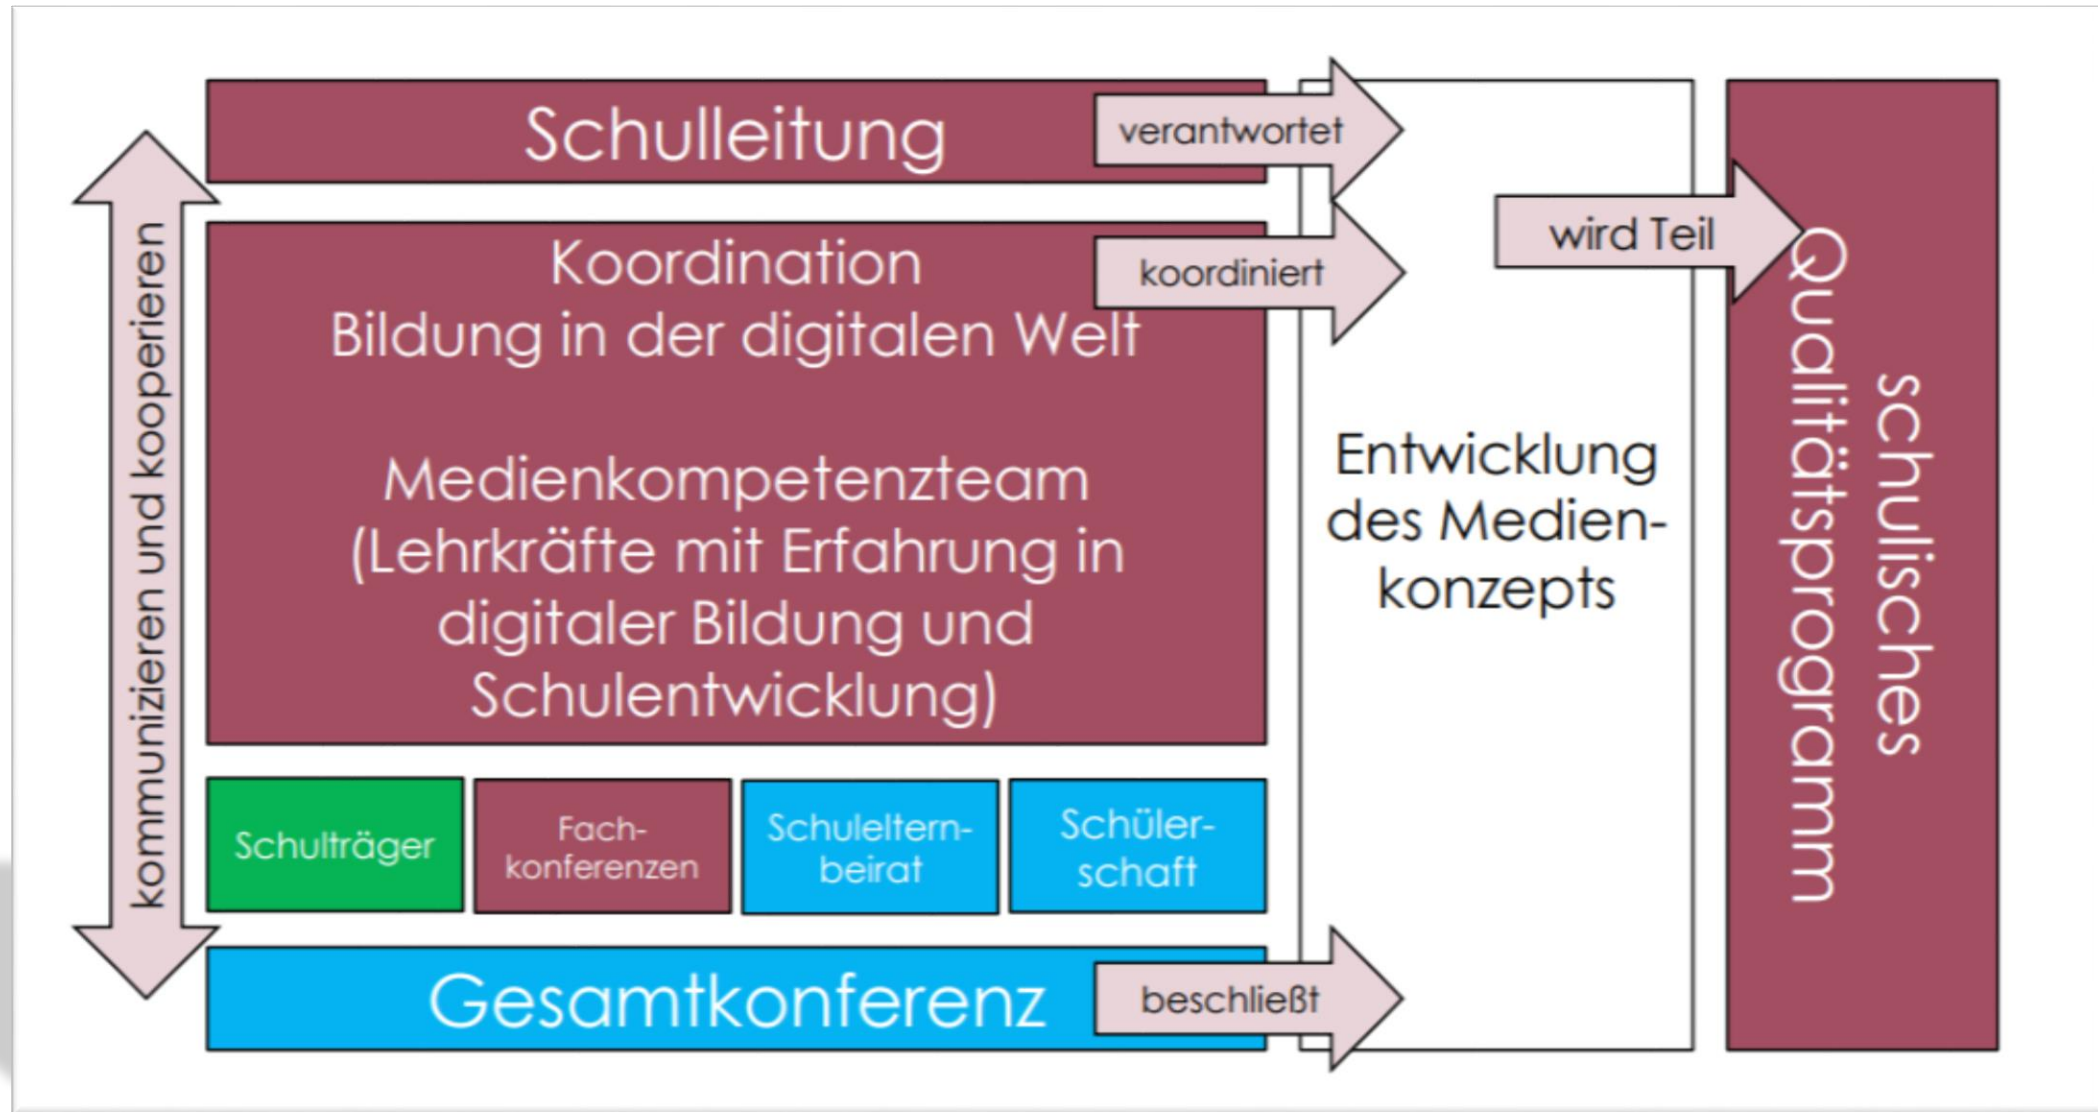 kommunizieren und kooperieren
Schulleitung
verantwortet
Koordination
Bildung in der digitalen Welt
koordiniert
Medienkompetenzteam
(Lehrkräfte mit Erfahrung in
digitaler Bildung und
Schulentwicklung)
Schulträger
Fach-
konferenzen
Schuleltern-
beirat
Schüler-
schaft
Gesamtkonferenz
beschließt
Entwicklung
des Medien-
konzepts
wird Teil
schulisches
Qualitätsprogramm